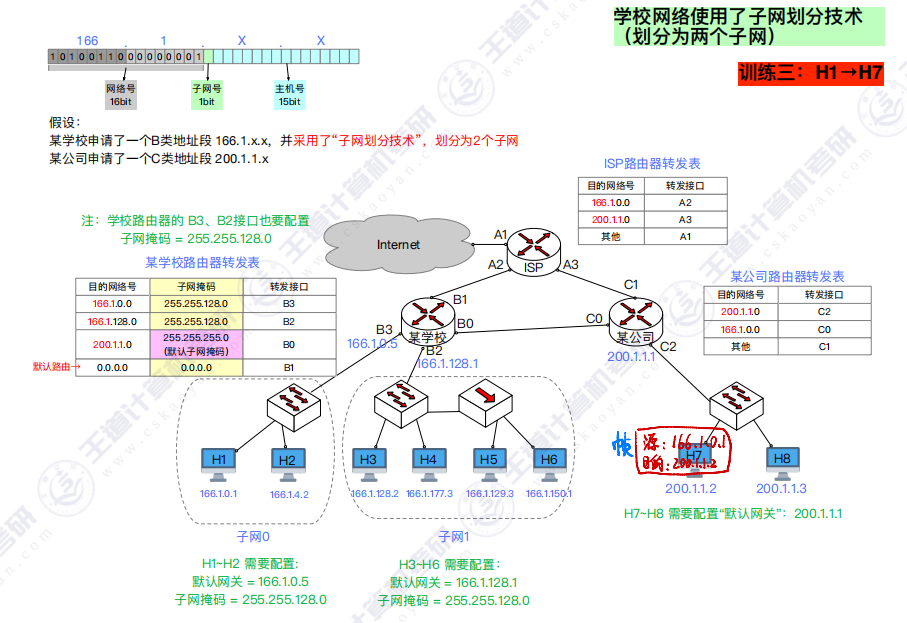 学校网络使用了子网划分技术
（划分为两个子网）
训练三：H1→H7
166 . 1 . X . X
1 0 1 0 0 1 1 0 0 0 0 0 0 0 0 1
网络号
16bit
子网号
1bit
主机号
15bit
假设：
某学校申请了一个B类地址段 166.1.x.x，并采用了“子网划分技术”，划分为2个子网
某公司申请了一个C类地址段 200.1.1.x
ISP路由器转发表
目的网络号 转发接口
166.1.0.0 A2
200.1.1.0 A3
其他 A1
注：学校路由器的 B3、B2接口也要配置
子网掩码 = 255.255.128.0
某学校路由器转发表
目的网络号 子网掩码 转发接口
166.1.0.0 255.255.128.0 B3
166.1.128.0 255.255.128.0 B2
200.1.1.0 255.255.255.0 (默认子网掩码) B0
默认路由→ 0.0.0.0 0.0.0.0 B1
Internet
A1
ISP
A2
A3
某公司路由器转发表
目的网络号 转发接口
200.1.1.0 C2
166.1.0.0 C0
其他 C1
B1
B0
B3
166.1.0.5
某学校
B2
166.1.128.1
C1
C0
某公司
200.1.1.1
C2
H1
166.1.0.1
H2
166.1.4.2
子网0
H3
166.1.128.2
H4
166.1.177.3
H5
166.1.129.3
H6
166.1.150.1
子网1
帧
源：166.1.0.1
目的：200.1.1.2
H7
200.1.1.2
H8
200.1.1.3
H7~H8 需要配置“默认网关”：200.1.1.1
H1~H2 需要配置:
默认网关 = 166.1.0.5
子网掩码 = 255.255.128.0
H3~H6 需要配置：
默认网关 = 166.1.128.1
子网掩码 = 255.255.128.0
王道计算机考研
www.cskaoyan.com